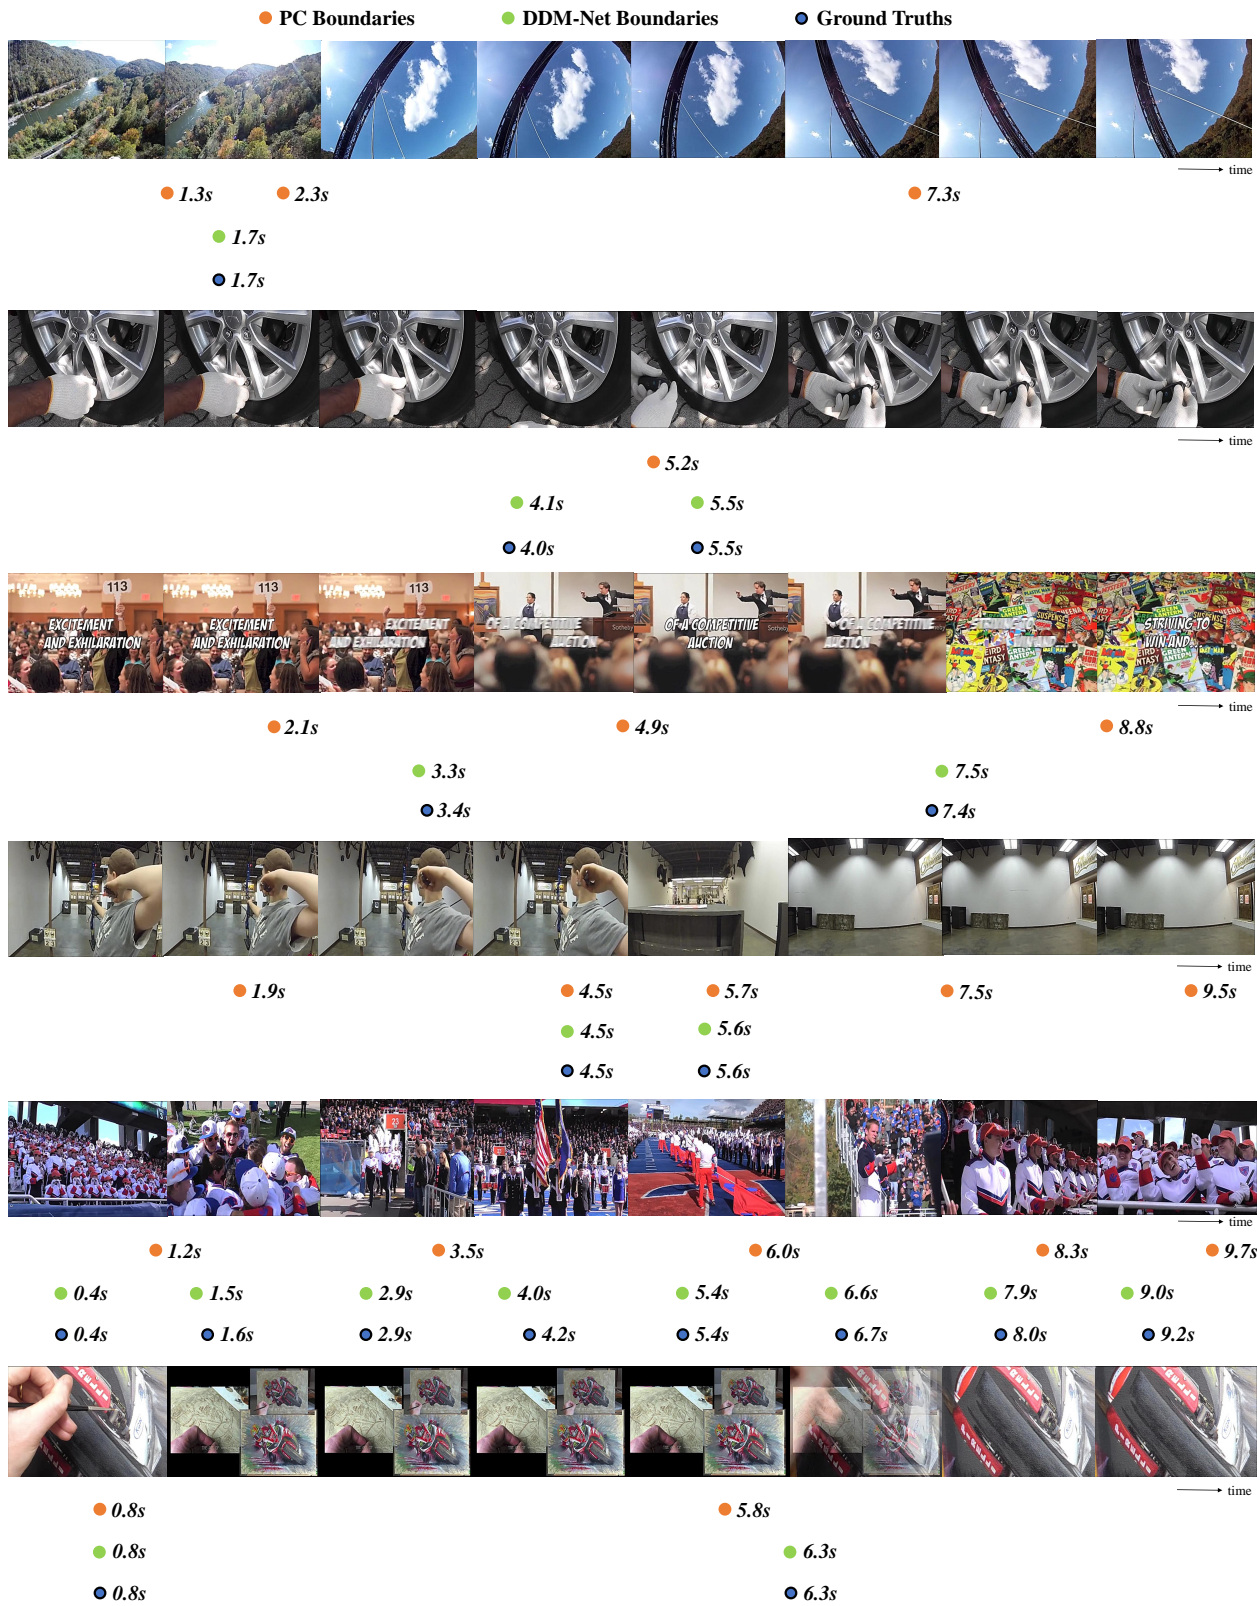 PC Boundaries DDM-Net Boundaries Ground Truths
time
1.3s 2.3s 7.3s
1.7s
1.7s
time
5.2s
4.1s 5.5s
4.0s 5.5s
113 113 113
EXCITEMENT EXCITEMENT EXCITEMENT OF A COMPETITIVE OF A COMPETITIVE OF A COMPETITIVE STRIVING TO STRIVING TO
AND EXHILARATION AND EXHILARATION AND EXHILARATION AUCTION AUCTION WIN AND
time
2.1s 4.9s 8.8s
3.3s 7.5s
3.4s 7.4s
time
1.9s 4.5s 5.7s 7.5s 9.5s
4.5s 5.6s
4.5s 5.6s
time
1.2s 3.5s 6.0s 8.3s 9.7s
0.4s 1.5s 2.9s 4.0s 5.4s 6.6s 7.9s 9.0s
0.4s 1.6s 2.9s 4.2s 5.4s 6.7s 8.0s 9.2s
time
0.8s 5.8s
0.8s 6.3s
0.8s 6.3s